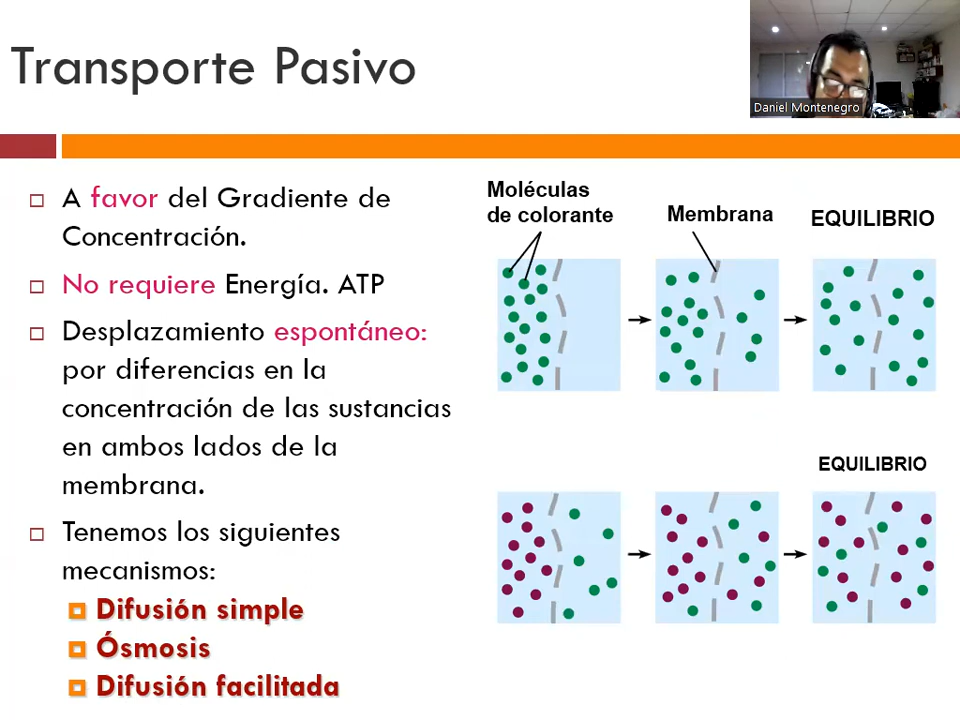 Transporte Pasivo
Daniel Montenegro
A favor del Gradiente de
Concentración.
No requiere Energía. ATP
Desplazamiento espontáneo:
por diferencias en la
concentración de las sustancias
en ambos lados de la
membrana.
Tenemos los siguientes
mecanismos:
Difusión simple
Ósmosis
Difusión facilitada
Moléculas
de colorante
Membrana
EQUILIBRIO
EQUILIBRIO